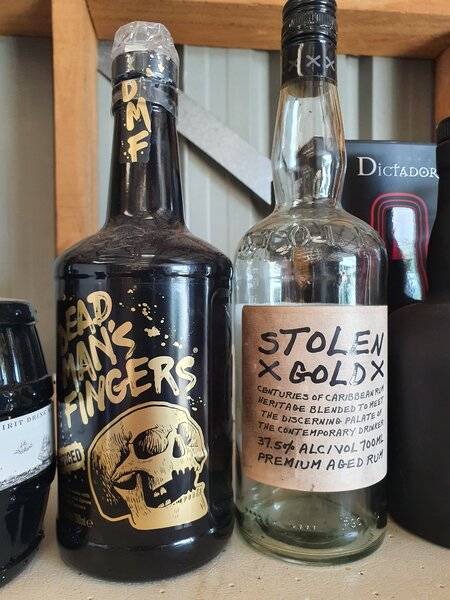 DMF
DEAD
MAN'S
FINGERS
DICTADOR
STOLEN
X GOLD X
CENTURIES OF CARIBBEAN RUM
HERITAGE BLENDED TO MEET
THE DISCERNING PALATE OF
THE CONTEMPORARY DRINKER
37.5% ALC/VOL 700ML
PREMIUM AGED RUM